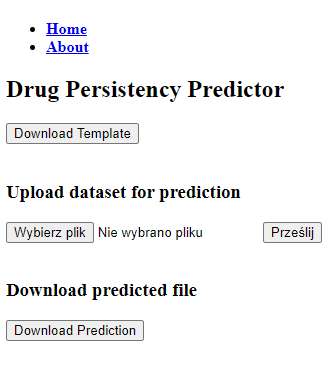 Home
About
Drug Persistency Predictor
Download Template
Upload dataset for prediction
Wybierz plik Nie wybrano pliku Prześlij
Download predicted file
Download Prediction